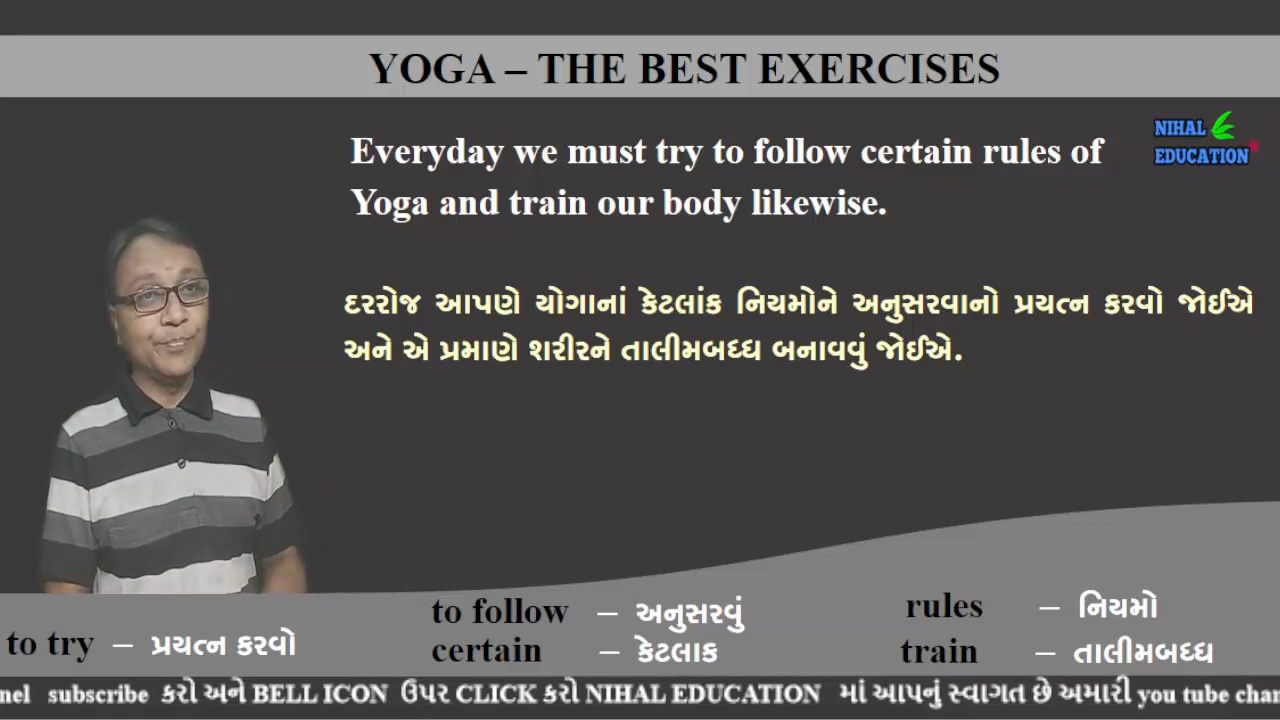 YOGA – THE BEST EXERCISES
NIHAL
EDUCATION
Everyday we must try to follow certain rules of
Yoga and train our body likewise.
દરરોજ આપણે યોગાનાં કેટલાંક નિયમોને અનુસરવાનો પ્રયત્ન કરવો જોઈએ
અને એ પ્રમાણે શરીરને તાલીમબધ્ધ બનાવવું જોઈએ.
to try – પ્રયત્ન કરવો
to follow – અનુસરવું
certain – કેટલાક
rules – નિયમો
train – તાલીમબધ્ધ
nel subscribe કરો અને BELL ICON ઉપર CLICK કરો NIHAL EDUCATION માં આપનું સ્વાગત છે અમારી you tube chan